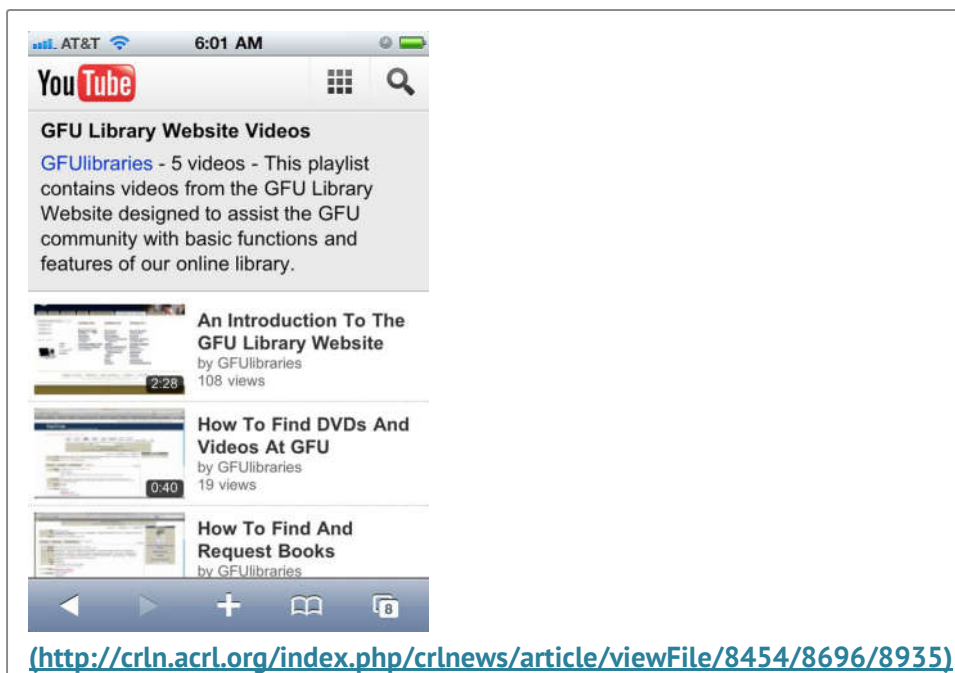 AT&T 6:01 AM
YouTube
GFU Library Website Videos
GFUlibraries - 5 videos - This playlist
contains videos from the GFU Library
Website designed to assist the GFU
community with basic functions and
features of our online library.
An Introduction To The
GFU Library Website
by GFUlibraries
2:28 108 views
How To Find DVDs And
Videos At GFU
by GFUlibraries
0:40 19 views
How To Find And
Request Books
by GFUlibraries
8
(http://crln.acrl.org/index.php/crlnews/article/viewFile/8454/8696/8935)